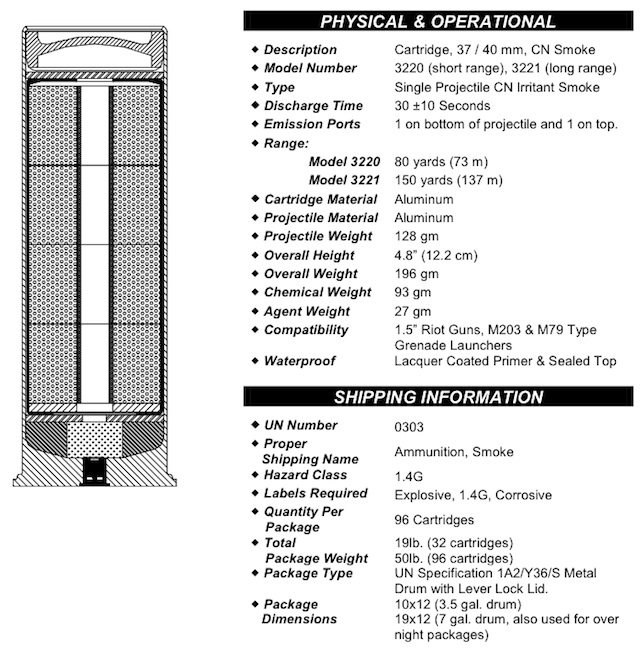 PHYSICAL & OPERATIONAL
◆ Description Cartridge, 37 / 40 mm, CN Smoke
◆ Model Number 3220 (short range), 3221 (long range)
◆ Type Single Projectile CN Irritant Smoke
◆ Discharge Time 30 ±10 Seconds
◆ Emission Ports 1 on bottom of projectile and 1 on top.
◆ Range:
Model 3220 80 yards (73 m)
Model 3221 150 yards (137 m)
◆ Cartridge Material Aluminum
◆ Projectile Material Aluminum
◆ Projectile Weight 128 gm
◆ Overall Height 4.8” (12.2 cm)
◆ Overall Weight 196 gm
◆ Chemical Weight 93 gm
◆ Agent Weight 27 gm
◆ Compatibility 1.5” Riot Guns, M203 & M79 Type
Grenade Launchers
◆ Waterproof Lacquer Coated Primer & Sealed Top
SHIPPING INFORMATION
◆ UN Number 0303
◆ Proper
Shipping Name Ammunition, Smoke
◆ Hazard Class 1.4G
◆ Labels Required Explosive, 1.4G, Corrosive
◆ Quantity Per
Package 96 Cartridges
◆ Total 19lb. (32 cartridges)
Package Weight 50lb. (96 cartridges)
◆ Package Type UN Specification 1A2/Y36/S Metal
Drum with Lever Lock Lid.
◆ Package 10x12 (3.5 gal. drum)
Dimensions 19x12 (7 gal. drum, also used for over
night packages)